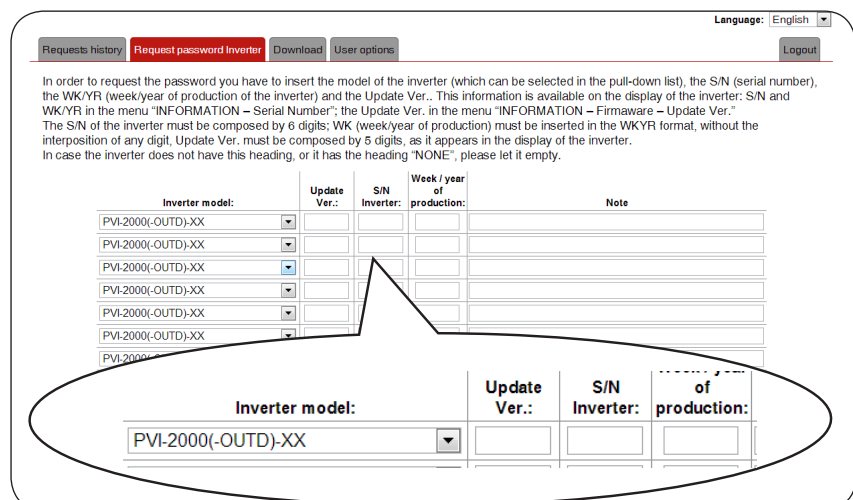 Language: English
Requests history Request password Inverter Download User options Logout
In order to request the password you have to insert the model of the inverter (which can be selected in the pull-down list), the S/N (serial number),
the WK/YR (week/year of production of the inverter) and the Update Ver.. This information is available on the display of the inverter: S/N and
WK/YR in the menu "INFORMATION – Serial Number"; the Update Ver. in the menu "INFORMATION – Firmaware – Update Ver."
The S/N of the inverter must be composed by 6 digits; WK (week/year of production) must be inserted in the WKYR format, without the
interposition of any digit, Update Ver. must be composed by 5 digits, as it appears in the display of the inverter.
In case the inverter does not have this heading, or it has the heading "NONE", please let it empty.
Week / year
Update S/N of
Inverter model: Ver.: Inverter: production: Note
PVI-2000(-OUTD)-XX
PVI-2000(-OUTD)-XX
PVI-2000(-OUTD)-XX
PVI-2000(-OUTD)-XX
PVI-2000(-OUTD)-XX
PVI-2000(-OUTD)-XX
PVI-2000(-OUTD)-XX
Update S/N of
Inverter model: Ver.: Inverter: production:
PVI-2000(-OUTD)-XX